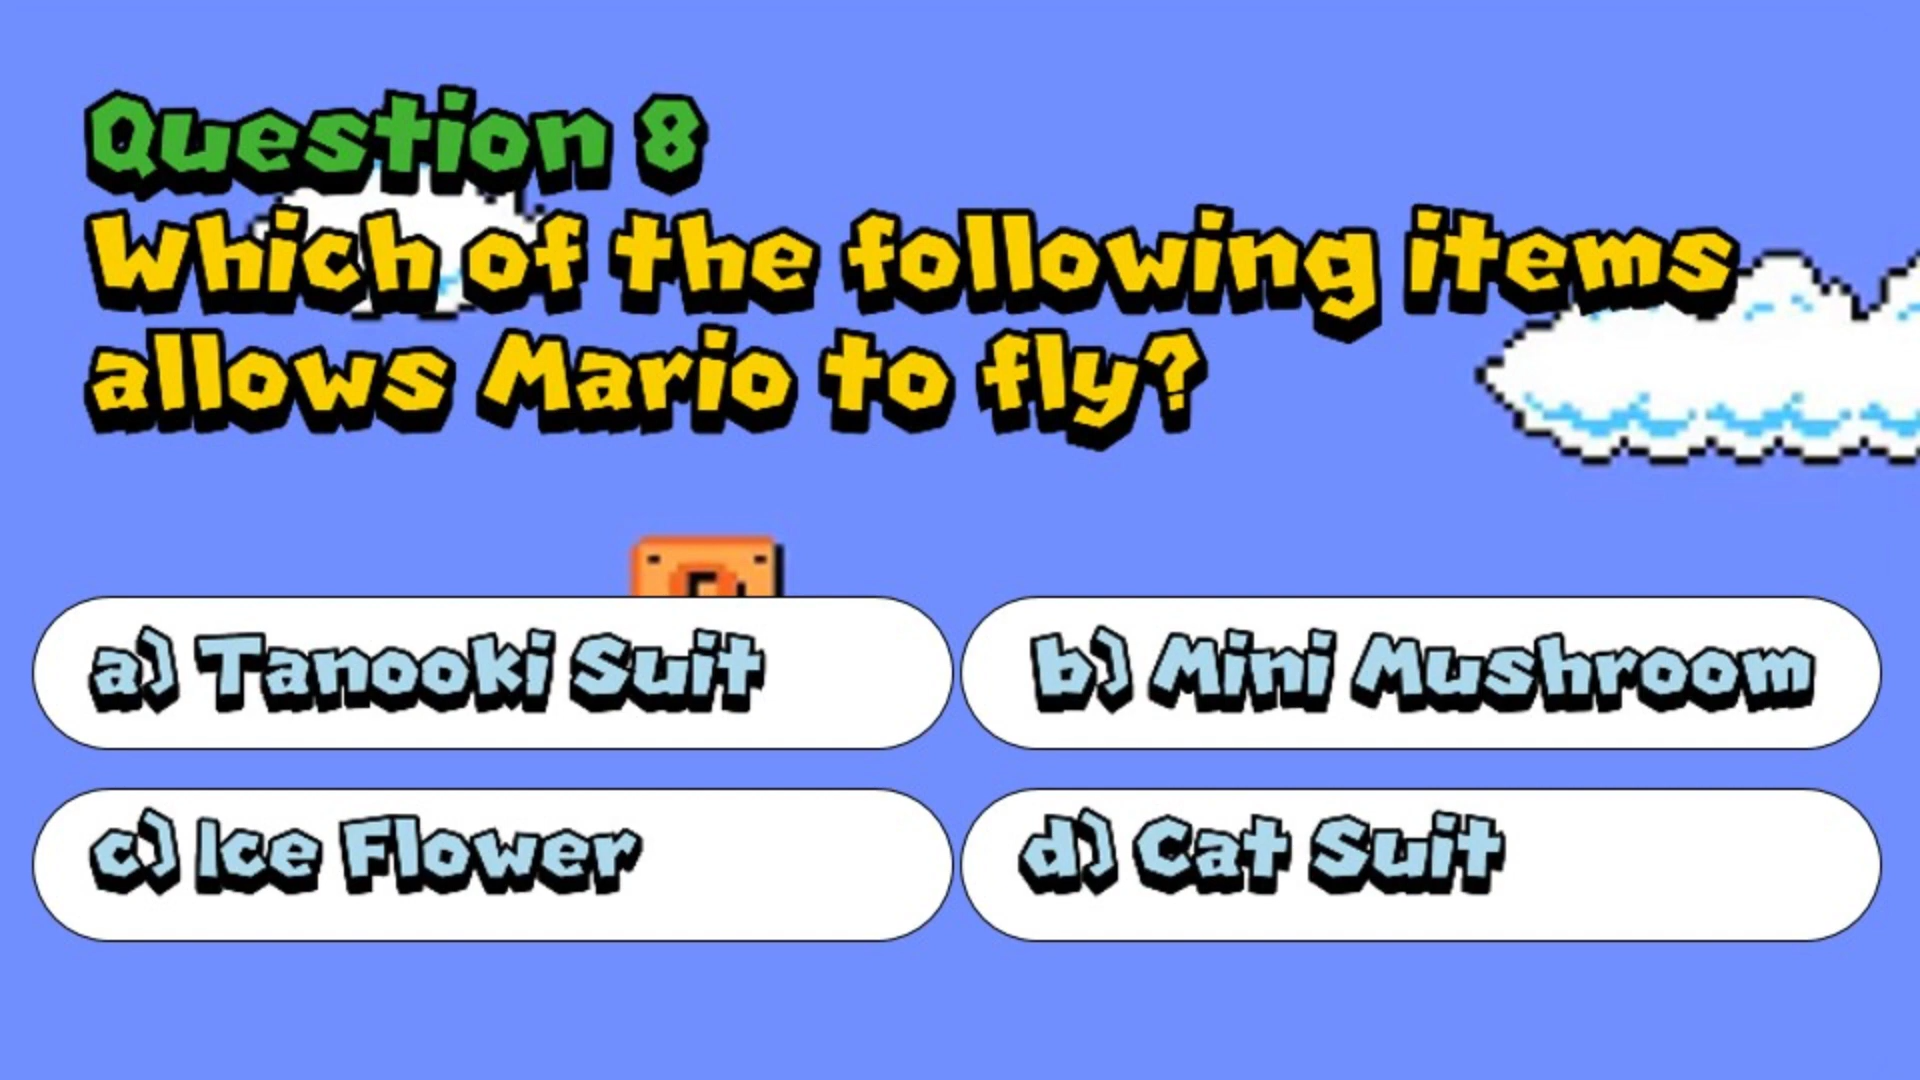 Question 8
Which of the following items
allows Mario to fly?
a) Tanooki Suit
b) Mini Mushroom
c) Ice Flower
d) Cat Suit